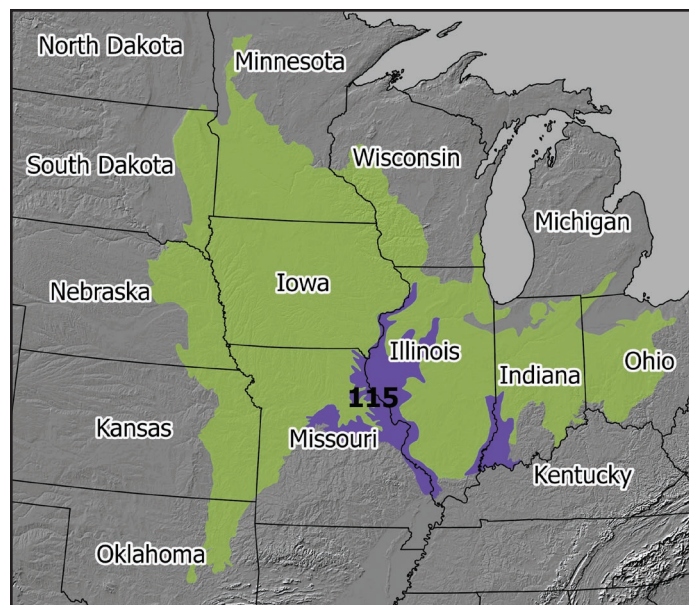 North Dakota
Minnesota
South Dakota
Wisconsin
Michigan
Nebraska
Iowa
Illinois
Indiana
Ohio
115
Kansas
Missouri
Kentucky
Oklahoma